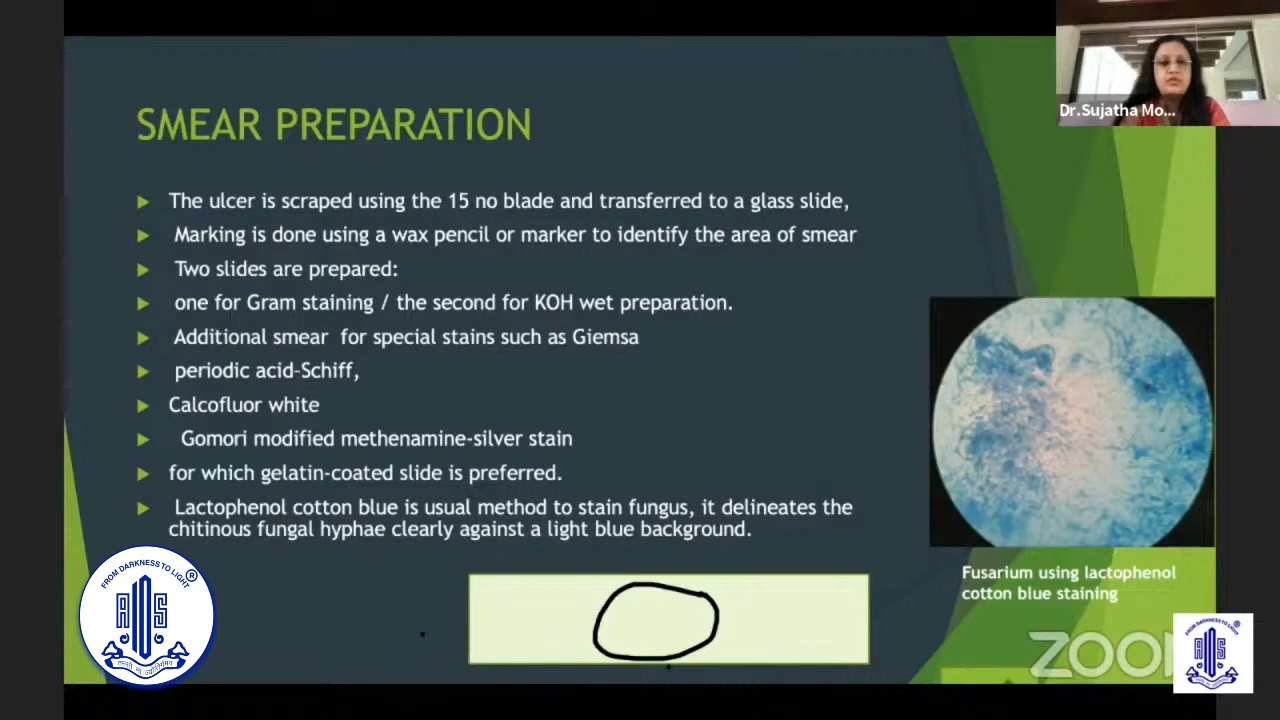 Dr.Sujatha Mo...
SMEAR PREPARATION
The ulcer is scraped using the 15 no blade and transferred to a glass slide,
Marking is done using a wax pencil or marker to identify the area of smear
Two slides are prepared:
one for Gram staining / the second for KOH wet preparation.
Additional smear for special stains such as Giemsa
periodic acid-Schiff,
Calcofluor white
Gomori modified methenamine-silver stain
for which gelatin-coated slide is preferred.
Lactophenol cotton blue is usual method to stain fungus, it delineates the
chitinous fungal hyphae clearly against a light blue background.
Fusarium using lactophenol
cotton blue staining
FROM DARKNESS TO LIGHT
®
AIOS
ZOO